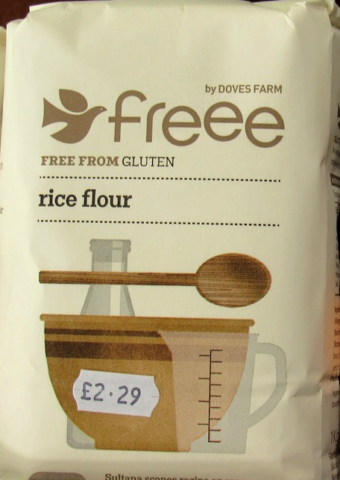 by DOVES FARM
freee
FREE FROM GLUTEN
rice flour
£2.29
Sultana scones recipe on